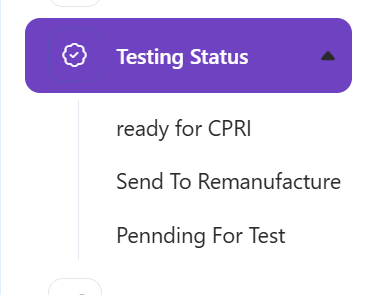 Testing Status
ready for CPRI
Send To Remanufacture
Pennding For Test